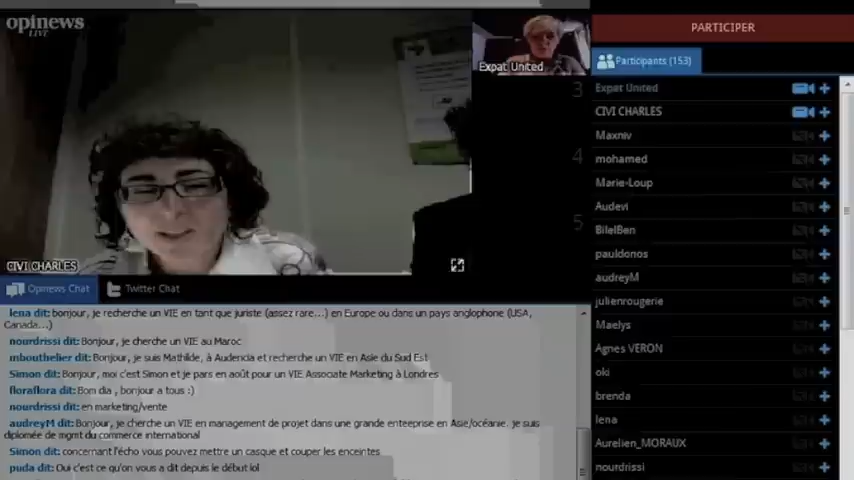 opinews
LIVE
Expat United
CIVI CHARLES
3
4
5
PARTICIPER
Participants (153)
Expat United
CIVI CHARLES
Maxniv
mohamed
Marie-Loup
Audevi
BilelBen
pauldonos
audreyM
julienrougerie
Maelys
Agnes VERON
oki
brenda
lena
Aurelien_MORAUX
nourdrissi
Opinews Chat
Twitter Chat
lena dit: bonjour, je recherche un VIE en tant que juriste (assez rare...) en Europe ou dans un pays anglophone (USA,
Canada...)
nourdrissi dit: Bonjour, je cherche un VIE au Maroc
mbouthelier dit: Bonjour, je suis Mathilde, à Audencia et recherche un VIE en Asie du Sud Est
Simon dit: Bonjour, moi c'est Simon et je pars en août pour un VIE Associate Marketing à Londres
floraflora dit: Bom dia , bonjour a tous :)
nourdrissi dit: en marketing/vente
audreyM dit: Bonjour, je cherche un VIE en management de projet dans une grande enteeprise en Asie/océanie. je suis
diplomée de mgmt du commerce international
Simon dit: concernant l'écho vous pouvez mettre un casque et couper les enceintes
puda dit: Oui c'est ce qu'on vous a dit depuis le début lol